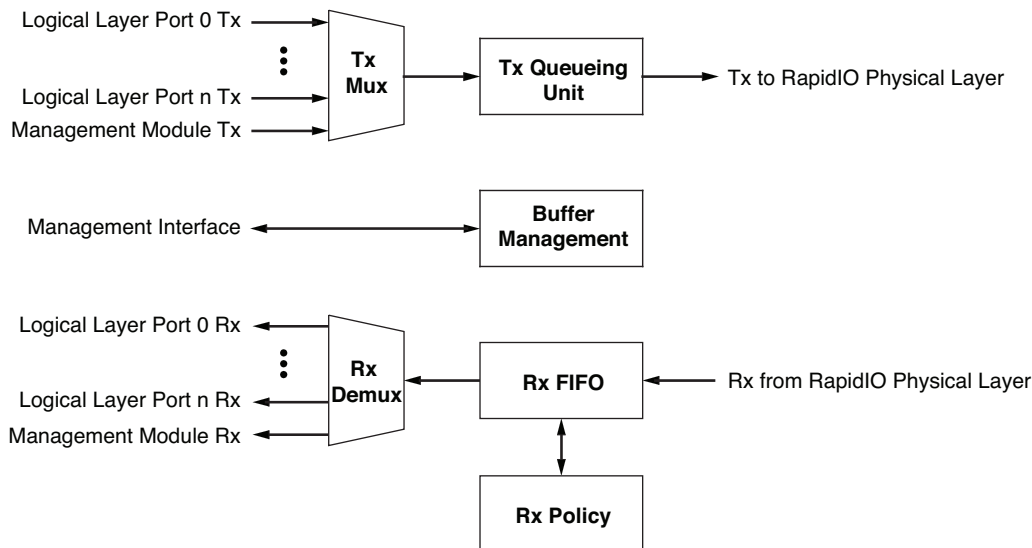 Logical Layer Port 0 Tx
Logical Layer Port n Tx
Management Module Tx
Tx
Mux
Tx Queueing
Unit
Tx to RapidIO Physical Layer
Management Interface
Buffer
Management
Logical Layer Port 0 Rx
Logical Layer Port n Rx
Management Module Rx
Rx
Demux
Rx FIFO
Rx from RapidIO Physical Layer
Rx Policy